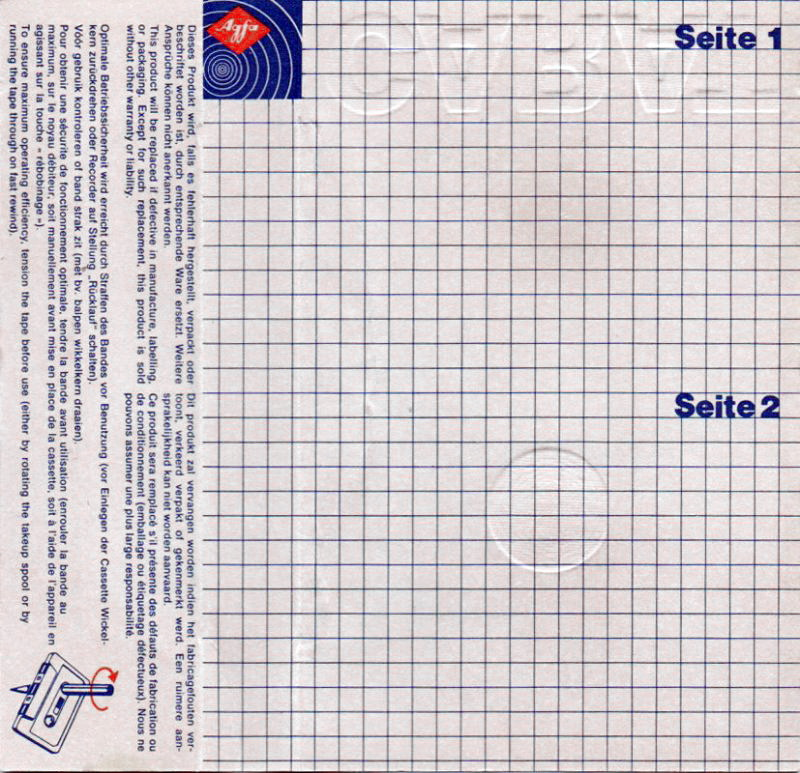 Agfa
Seite 1
Seite 2
Dieses Produkt wird, falls es fehlerhaft hergestellt, verpackt oder
beschriftet worden ist, durch entsprechende Ware ersetzt. Weitere
Ansprüche können nicht anerkannt werden.
This product will be replaced if defective in manufacture, labelling,
or packaging. Except for such replacement, this product is sold
without other warranty or liability.
Dit produkt zal vervangen worden indien het fabricagefouten ver-
toont, verkeerd verpakt of gekenmerkt werd. Een ruimere aan-
sprakelijkheid kan niet worden aanvaard.
Ce produit sera remplacé s'il présente des défauts de fabrication ou
de conditionnement (emballage ou étiquetage défectueux). Nous ne
pouvons assumer une plus large responsabilité.
Optimale Betriebssicherheit wird erreicht durch Straffen des Bandes vor Benutzung (vor Einlegen der Cassette Wickel-
kern zurückdrehen oder Recorder auf Stellung „Rücklauf" schalten).
Vóór gebruik kontroleren of band strak zit (met bv. balpen wikkelkern draaien).
Pour obtenir une sécurite de fonctionnement optimale, tendre la bande avant utilisation (enrouler la bande au
maximum, sur le noyau débiteur, soit manuellement avant mise en place de la cassette, soit à l'aide de l'appareil en
agissant sur la touche « rébobinage »).
To ensure maximum operating efficiency, tension the tape before use (either by rotating the takeup spool or by
running the tape through on fast rewind).